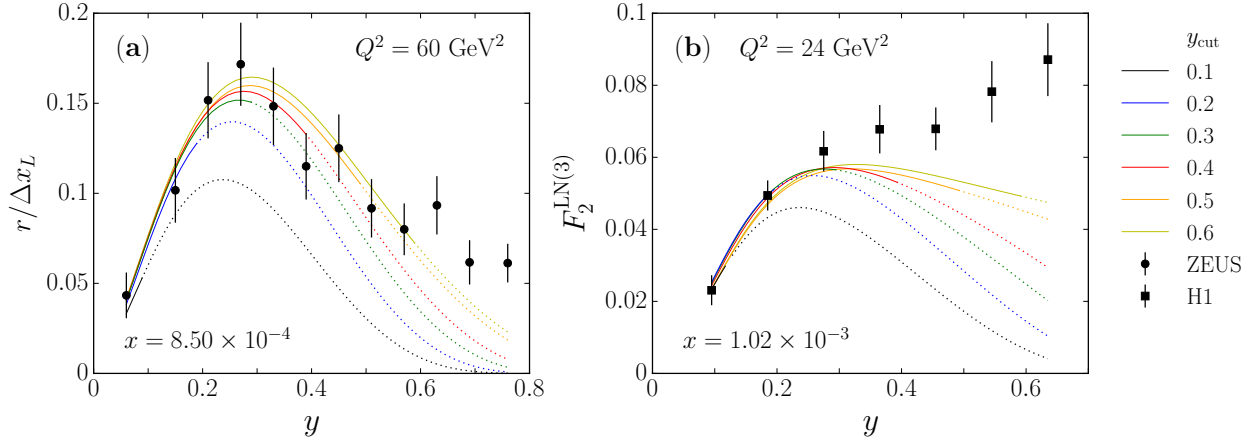 (a)
Q² = 60 GeV²
x = 8.50 × 10⁻⁴
r/Δx_L
0.2
0.15
0.1
0.05
0
0 0.2 0.4 0.6 0.8
y
(b)
Q² = 24 GeV²
x = 1.02 × 10⁻³
F₂^LN(3)
0.1
0.08
0.06
0.04
0.02
0
0 0.2 0.4 0.6
y
y_cut
0.1
0.2
0.3
0.4
0.5
0.6
ZEUS
H1